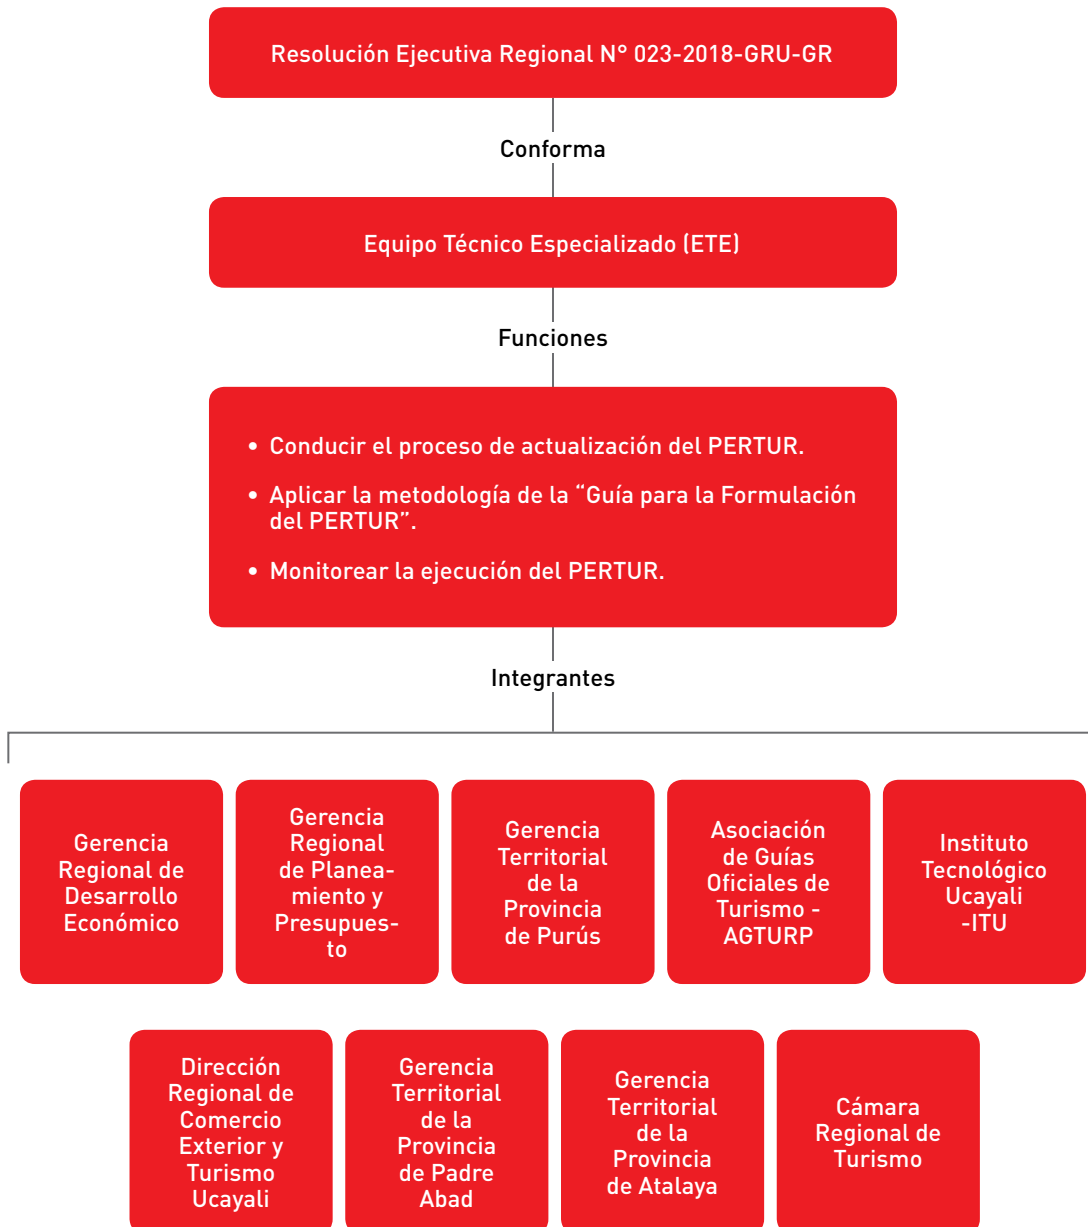 Resolución Ejecutiva Regional N° 023-2018-GRU-GR
Conforma
Equipo Técnico Especializado (ETE)
Funciones
• Conducir el proceso de actualización del PERTUR.
• Aplicar la metodología de la “Guía para la Formulación
del PERTUR”.
• Monitorear la ejecución del PERTUR.
Integrantes
Gerencia
Regional de
Desarrollo
Económico
Gerencia
Regional
de Planea-
miento y
Presupues-
to
Gerencia
Territorial
de la
Provincia
de Purús
Asociación
de Guías
Oficiales de
Turismo -
AGTURP
Instituto
Tecnológico
Ucayali
-ITU
Dirección
Regional de
Comercio
Exterior y
Turismo
Ucayali
Gerencia
Territorial
de la
Provincia
de Padre
Abad
Gerencia
Territorial
de la
Provincia
de Atalaya
Cámara
Regional de
Turismo